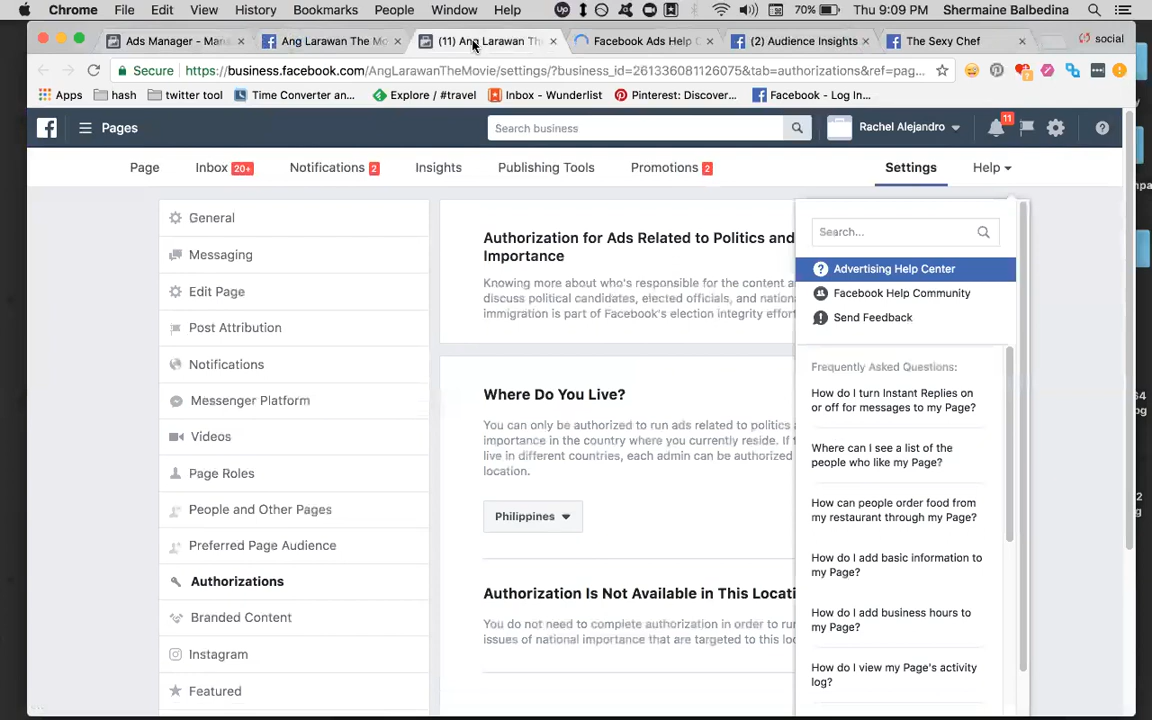 Chrome File Edit View History Bookmarks People Window Help 70% Thu 9:09 PM Shermaine Balbedina
Ads Manager - Mana (11) Ang Larawan Th Facebook Ads Help C (2) Audience Insights The Sexy Chef social
Ang Larawan The Mo
Secure https://business.facebook.com/AngLarawanTheMovie/settings/?business_id=261336081126075&tab=authorizations&ref=pag...
Apps hash twitter tool Time Converter an... Explore / #travel Inbox - Wunderlist Pinterest: Discover... Facebook - Log In...
Pages Search business Rachel Alejandro 11
Page Inbox 20+ Notifications 2 Insights Publishing Tools Promotions 2 Settings Help
General
Messaging
Edit Page
Post Attribution
Notifications
Messenger Platform
Videos
Page Roles
People and Other Pages
Preferred Page Audience
Authorizations
Branded Content
Instagram
Featured
Authorization for Ads Related to Politics and
Importance
Knowing more about who's responsible for the content a
discuss political candidates, elected officials, and nation
immigration is part of Facebook's election integrity effort
Where Do You Live?
You can only be authorized to run ads related to politics a
importance in the country where you currently reside. If t
live in different countries, each admin can be authorized
location.
Philippines
Authorization Is Not Available in This Locati
You do not need to complete authorization in order to ru
issues of national importance that are targeted to this lo
Search...
Advertising Help Center
Facebook Help Community
Send Feedback
Frequently Asked Questions:
How do I turn Instant Replies on
or off for messages to my Page?
Where can I see a list of the
people who like my Page?
How can people order food from
my restaurant through my Page?
How do I add basic information to
my Page?
How do I add business hours to
my Page?
How do I view my Page's activity
log?